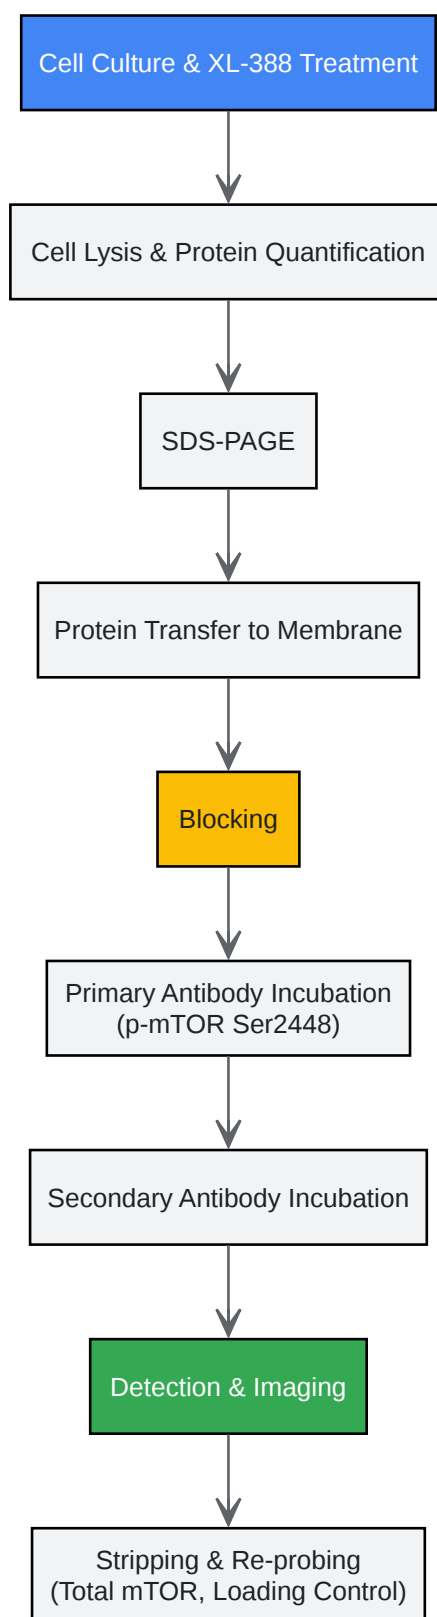 Cell Culture & XL-388 Treatment
Cell Lysis & Protein Quantification
SDS-PAGE
Protein Transfer to Membrane
Blocking
Primary Antibody Incubation
(p-mTOR Ser2448)
Secondary Antibody Incubation
Detection & Imaging
Stripping & Re-probing
(Total mTOR, Loading Control)